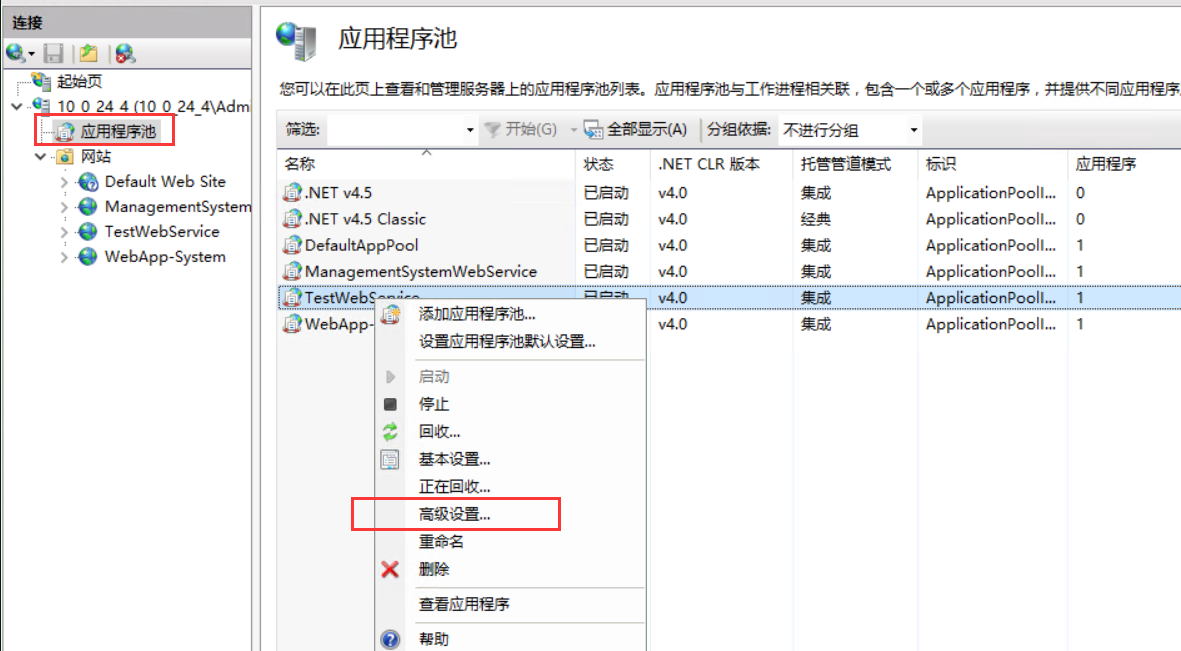 连接
起始页
10_0_24_4 (10_0_24_4\Admi
应用程序池
网站
Default Web Site
ManagementSystem
TestWebService
WebApp-System
应用程序池
您可以在此页上查看和管理服务器上的应用程序池列表。应用程序池与工作进程相关联，包含一个或多个应用程序，并提供不同应用程序
筛选: 开始(G) 全部显示(A) 分组依据: 不进行分组
名称 状态 .NET CLR 版本 托管管道模式 标识 应用程序
.NET v4.5 已启动 v4.0 集成 ApplicationPoolI... 0
.NET v4.5 Classic 已启动 v4.0 经典 ApplicationPoolI... 0
DefaultAppPool 已启动 v4.0 集成 ApplicationPoolI... 1
ManagementSystemWebService 已启动 v4.0 集成 ApplicationPoolI... 1
TestWebService 已启动 v4.0 集成 ApplicationPoolI... 1
WebApp- v4.0 集成 ApplicationPoolI... 1
添加应用程序池...
设置应用程序池默认设置...
启动
停止
回收...
基本设置...
正在回收...
高级设置...
重命名
删除
查看应用程序
帮助